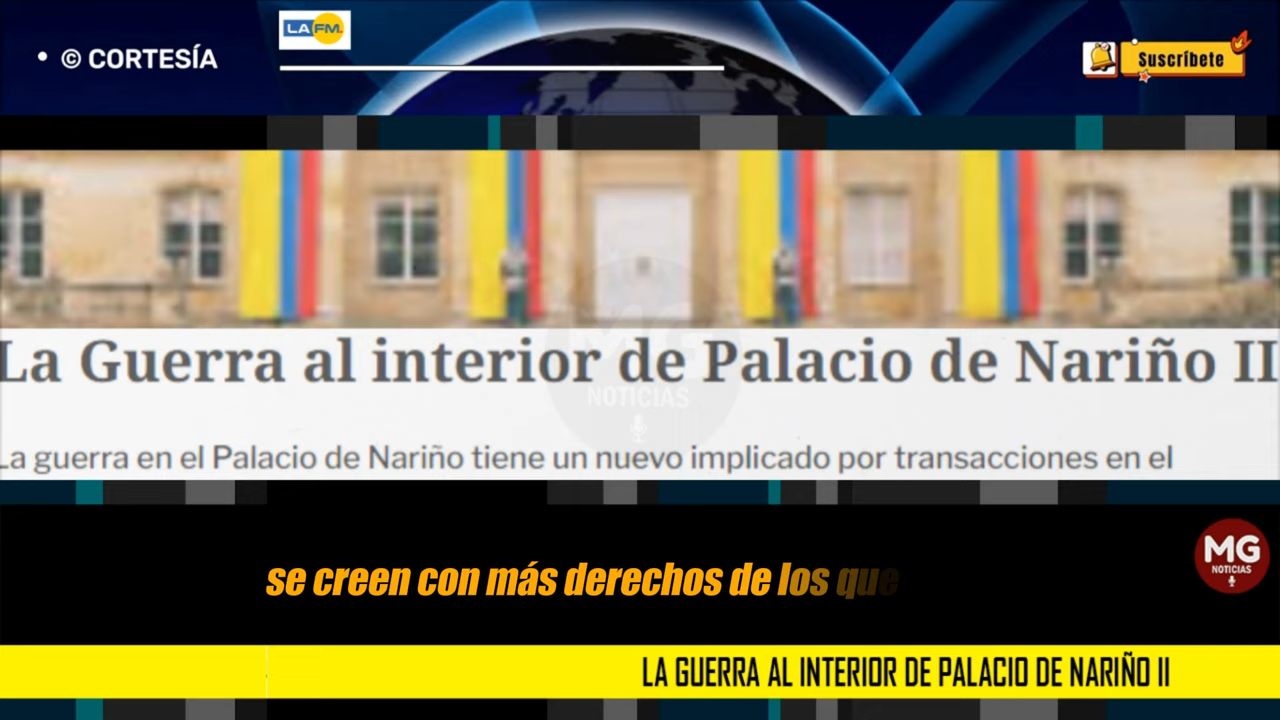 • © CORTESÍA
LA FM.
Suscríbete
La Guerra al interior de Palacio de Nariño II
La guerra en el Palacio de Nariño tiene un nuevo implicado por transacciones en el
MG
NOTICIAS
se creen con más derechos de los que
MG
NOTICIAS
LA GUERRA AL INTERIOR DE PALACIO DE NARIÑO II